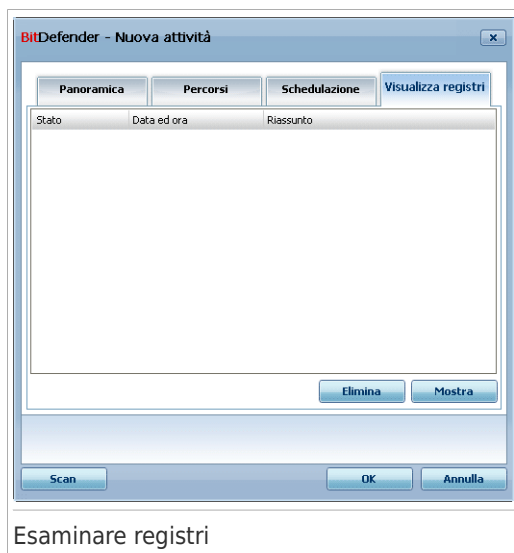 BitDefender - Nuova attività
Panoramica Percorsi Schedulazione Visualizza registri
Stato Data ed ora Riassunto
Elimina Mostra
Scan OK Annulla
Esaminare registri